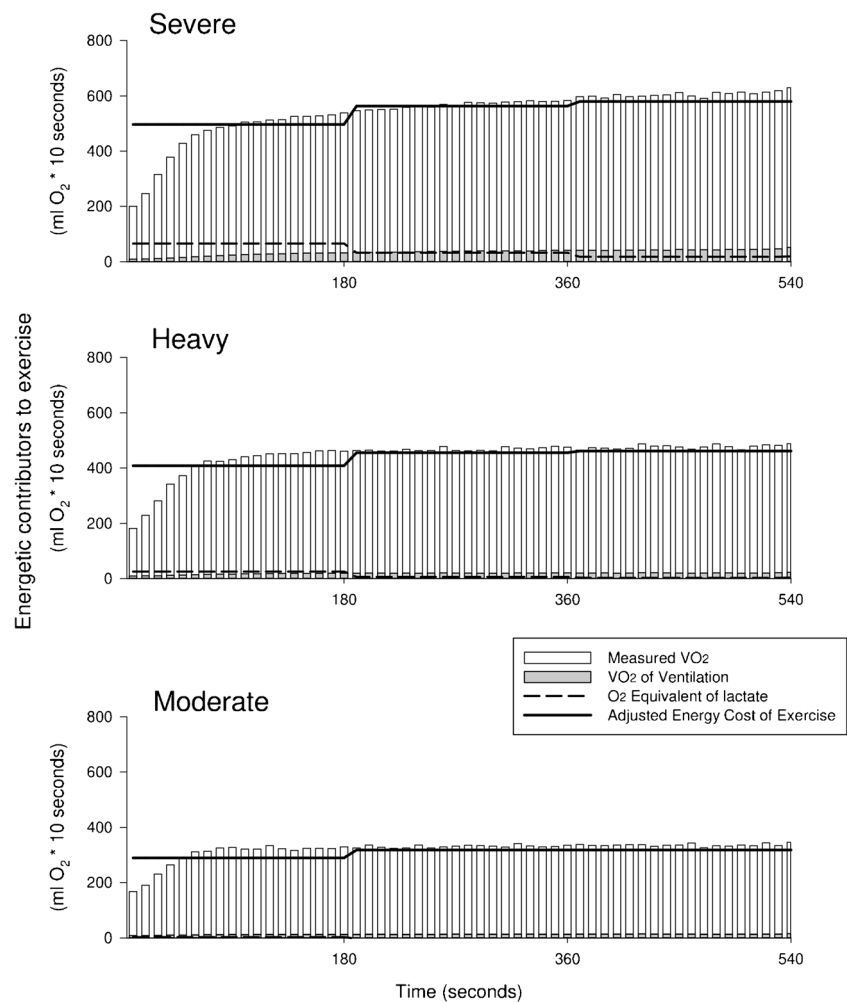 Severe
800
600
400
200
0
180
360
540
(ml O2 * 10 seconds)
Heavy
800
600
400
200
0
180
360
540
(ml O2 * 10 seconds)
Energetic contributors to exercise
Measured VO2
VO2 of Ventilation
O2 Equivalent of lactate
Adjusted Energy Cost of Exercise
Moderate
800
600
400
200
0
180
360
540
(ml O2 * 10 seconds)
Time (seconds)